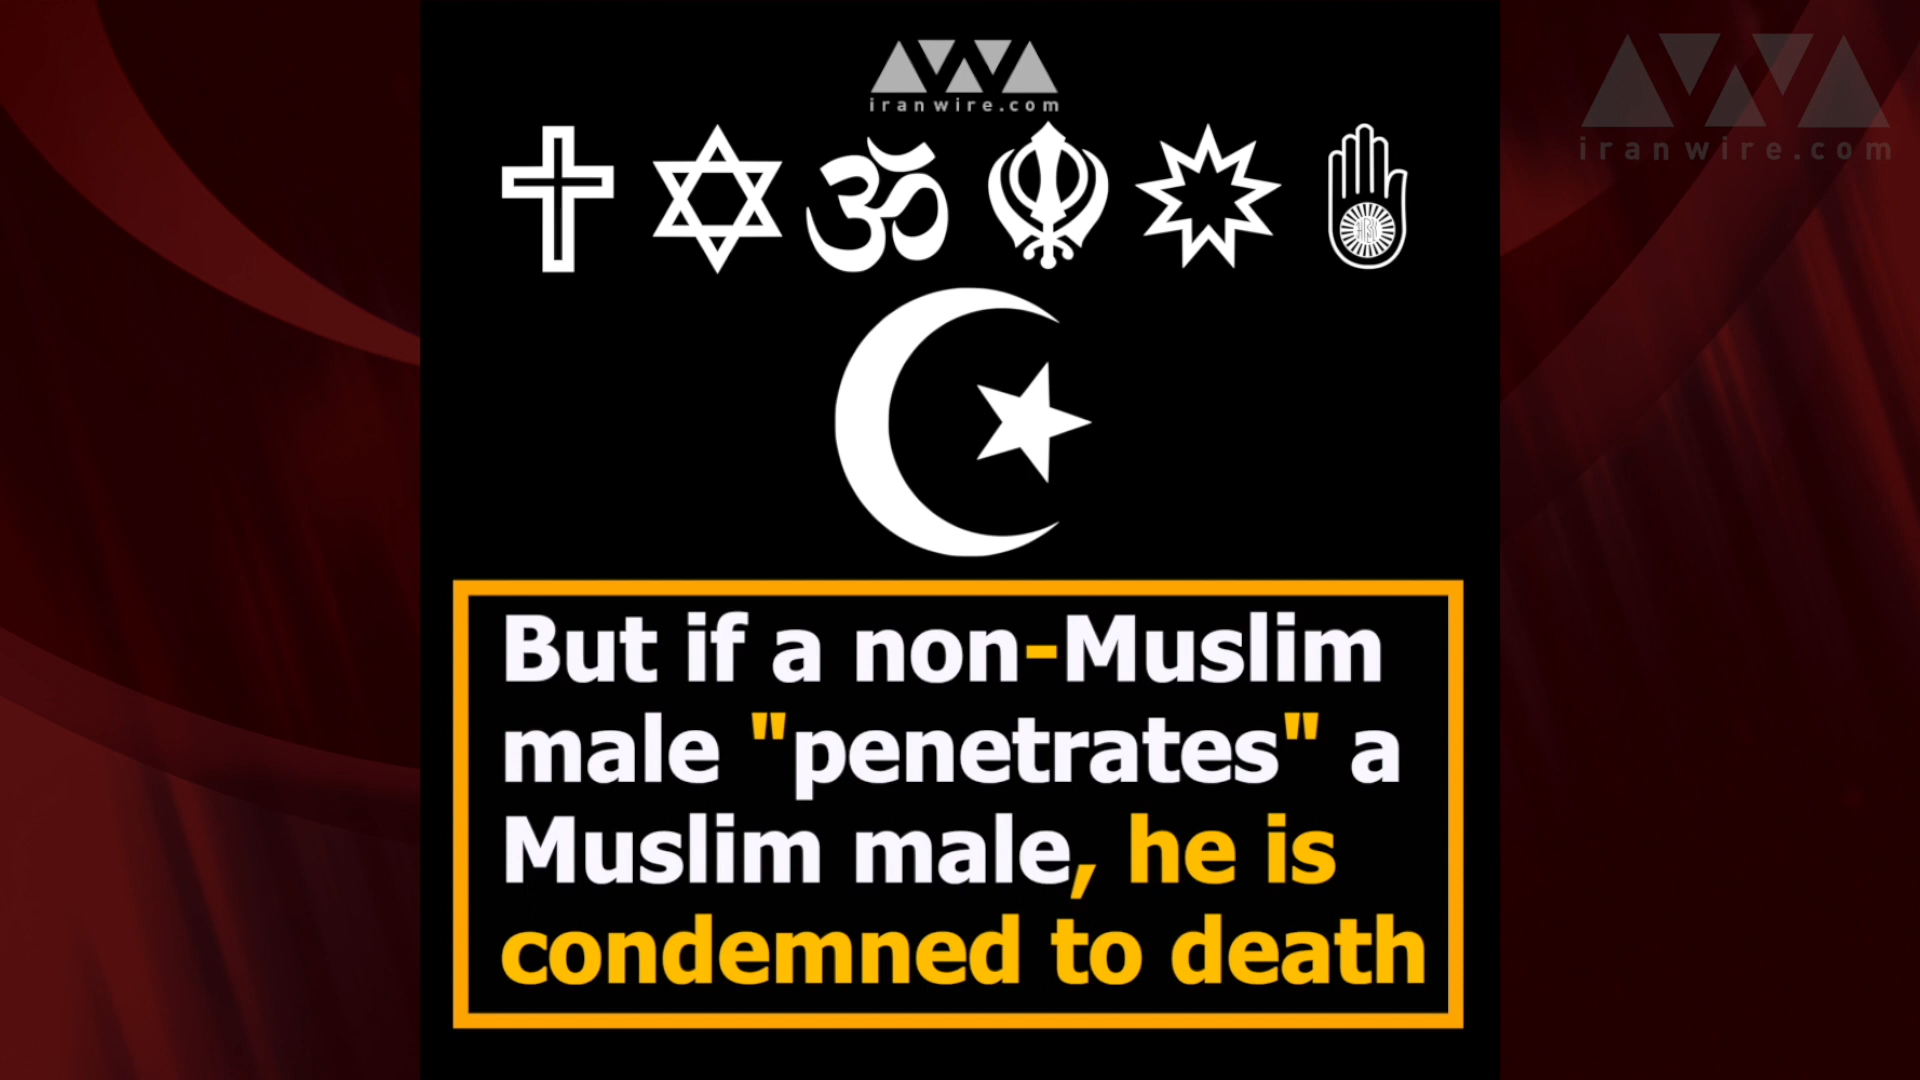 iranwire.com
iranwire.com
But if a non-Muslim
male "penetrates" a
Muslim male, he is
condemned to death